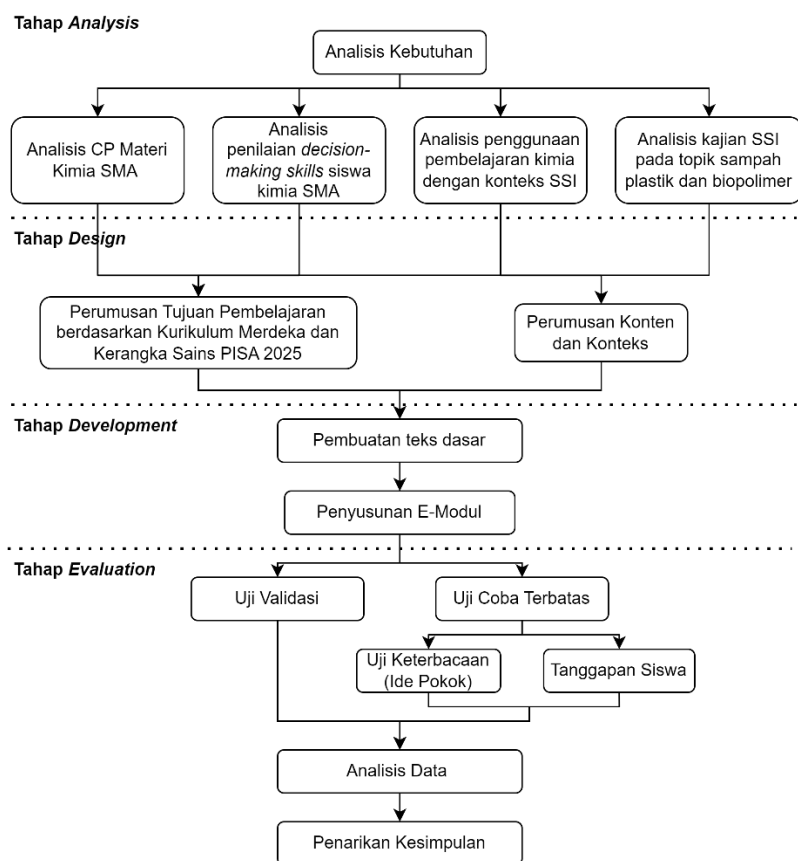 Tahap Analysis
Analisis Kebutuhan
Analisis CP Materi
Kimia SMA
Analisis
penilaian decision-
making skills siswa
kimia SMA
Analisis penggunaan
pembelajaran kimia
dengan konteks SSI
Analisis kajian SSI
pada topik sampah
plastik dan biopolimer
Tahap Design
Perumusan Tujuan Pembelajaran
berdasarkan Kurikulum Merdeka dan
Kerangka Sains PISA 2025
Perumusan Konten
dan Konteks
Tahap Development
Pembuatan teks dasar
Penyusunan E-Modul
Tahap Evaluation
Uji Validasi
Uji Coba Terbatas
Uji Keterbacaan
(Ide Pokok)
Tanggapan Siswa
Analisis Data
Penarikan Kesimpulan